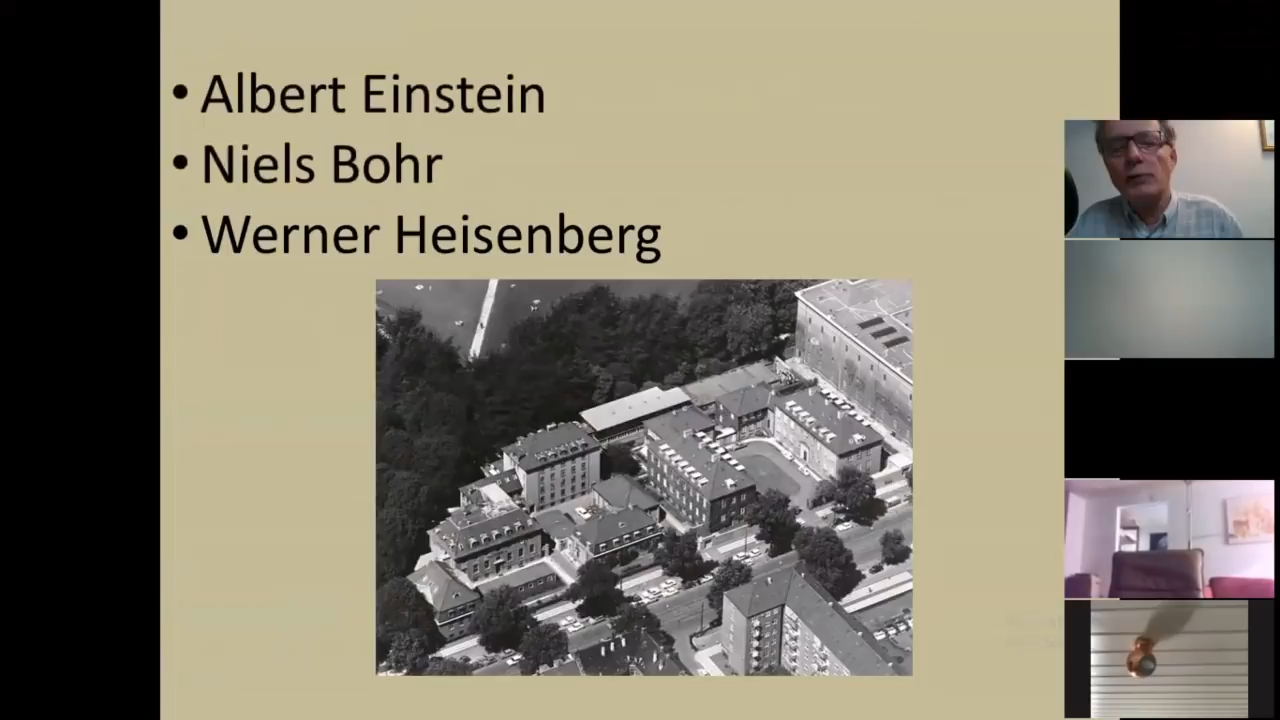 • Albert Einstein
• Niels Bohr
• Werner Heisenberg